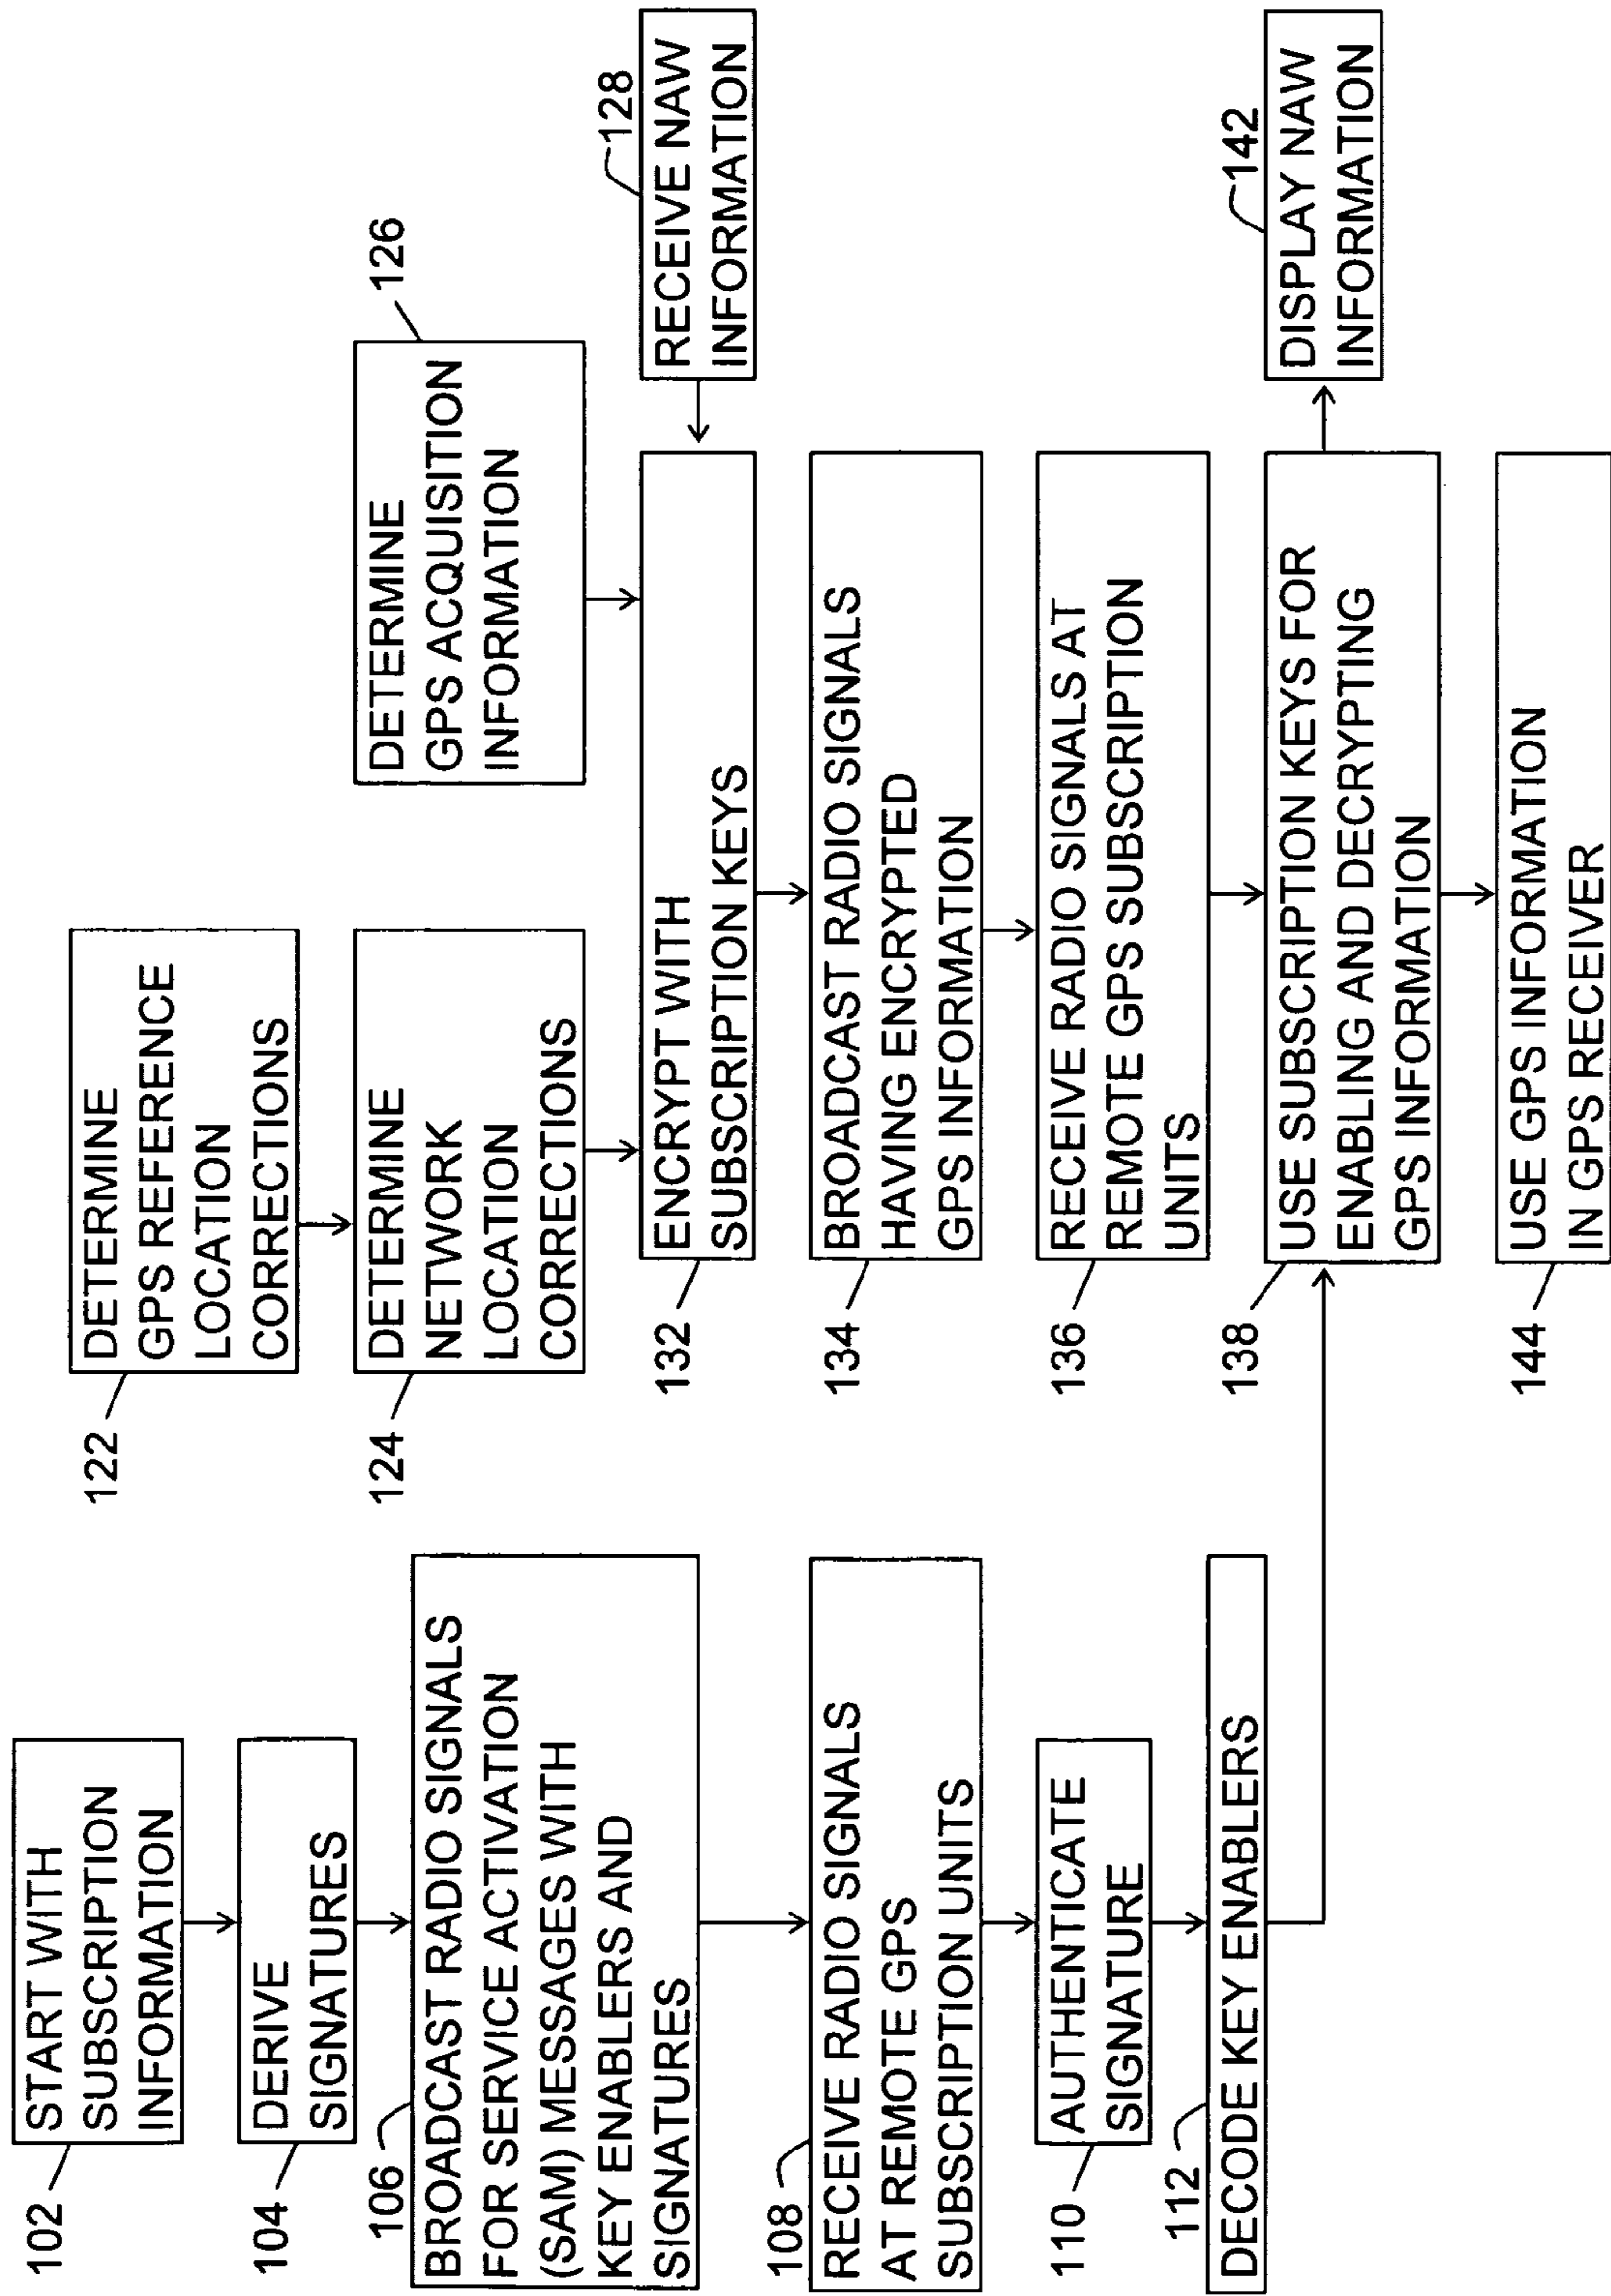 102
START WITH
SUBSCRIPTION
INFORMATION
104
DERIVE
SIGNATURES
106
BROADCAST RADIO SIGNALS
FOR SERVICE ACTIVATION
(SAM) MESSAGES WITH
KEY ENABLERS AND
SIGNATURES
108
RECEIVE RADIO SIGNALS
AT REMOTE GPS
SUBSCRIPTION UNITS
110
AUTHENTICATE
SIGNATURE
112
DECODE KEY ENABLERS
122
DETERMINE
GPS REFERENCE
LOCATION
CORRECTIONS
124
DETERMINE
NETWORK
LOCATION
CORRECTIONS
126
DETERMINE
GPS ACQUISITION
INFORMATION
128
RECEIVE NAW
INFORMATION
132
ENCRYPT WITH
SUBSCRIPTION KEYS
134
BROADCAST RADIO SIGNALS
HAVING ENCRYPTED
GPS INFORMATION
136
RECEIVE RADIO SIGNALS AT
REMOTE GPS SUBSCRIPTION
UNITS
138
USE SUBSCRIPTION KEYS FOR
ENABLING AND DECRYPTING
GPS INFORMATION
142
DISPLAY NAW
INFORMATION
144
USE GPS INFORMATION
IN GPS RECEIVER